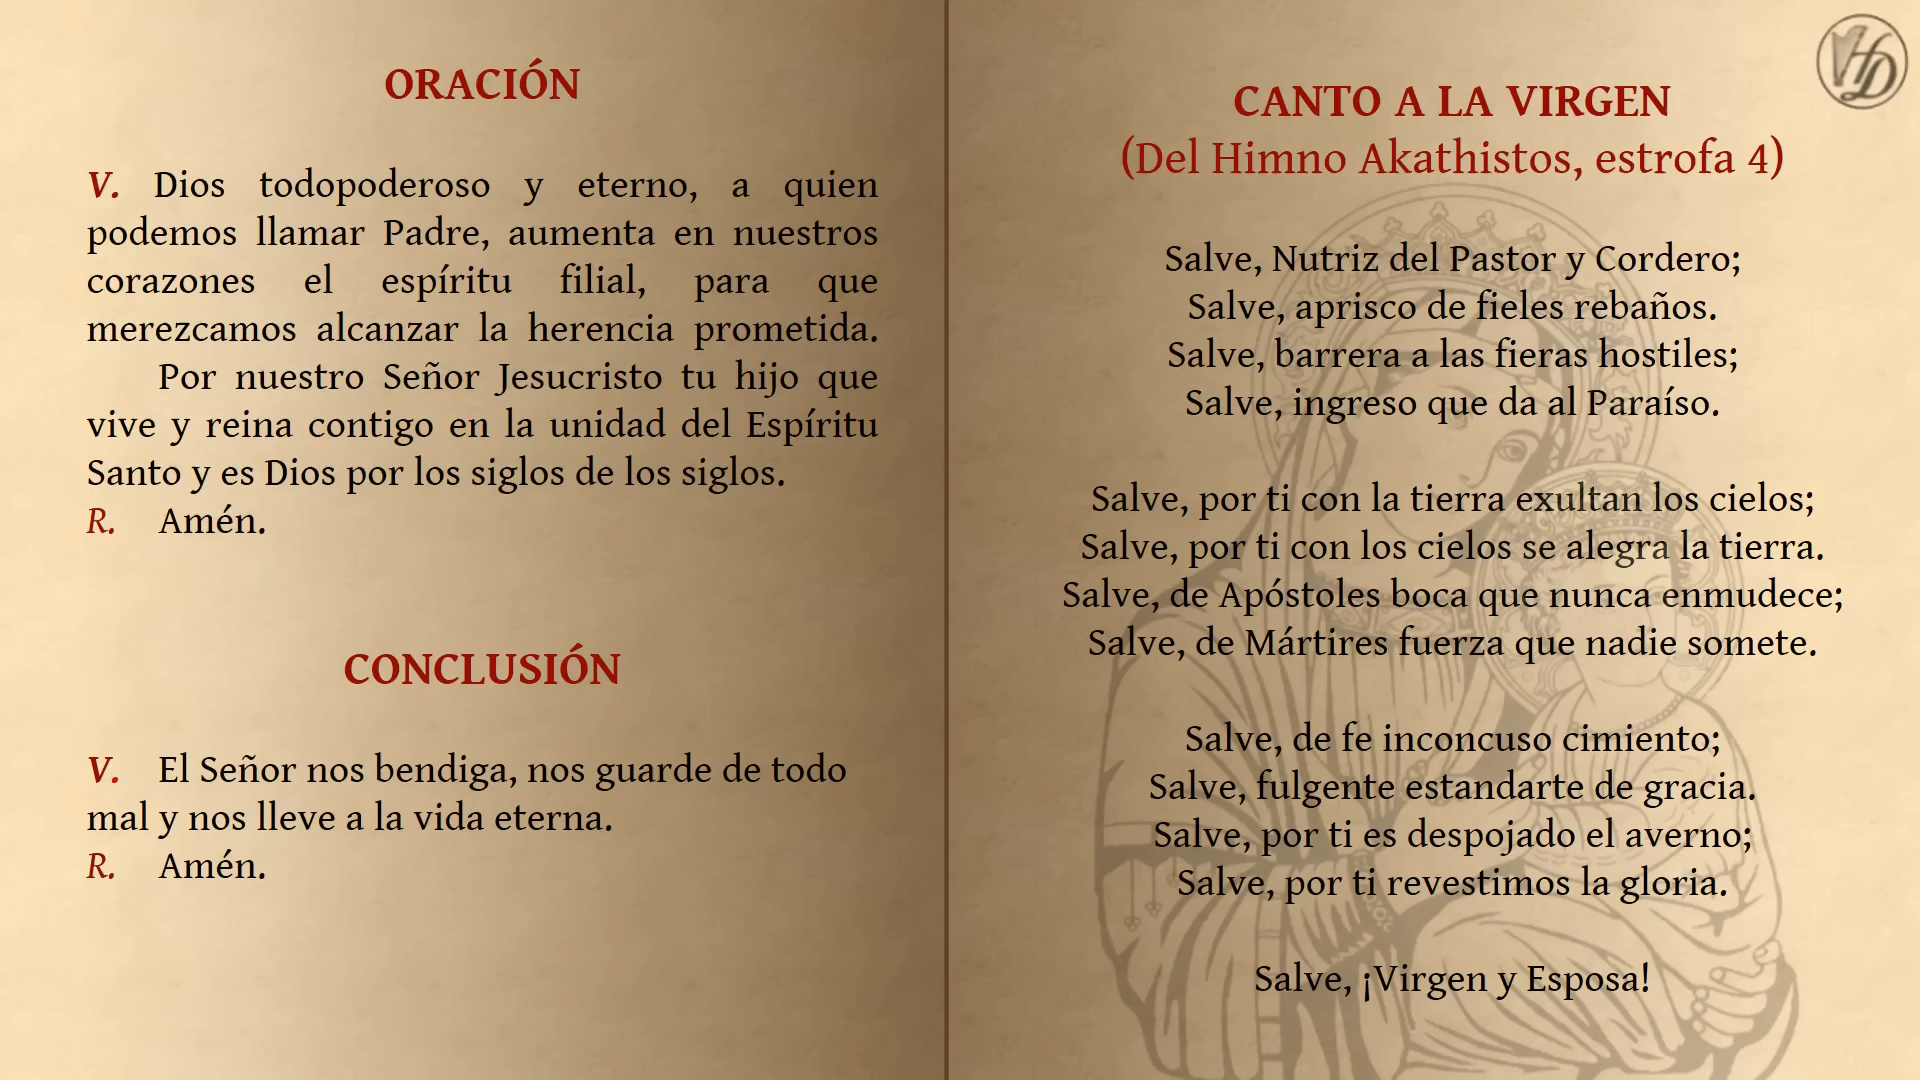 ORACIÓN
V. Dios todopoderoso y eterno, a quien
podemos llamar Padre, aumenta en nuestros
corazones el espíritu filial, para que
merezcamos alcanzar la herencia prometida.
Por nuestro Señor Jesucristo tu hijo que
vive y reina contigo en la unidad del Espíritu
Santo y es Dios por los siglos de los siglos.
R. Amén.
CONCLUSIÓN
V. El Señor nos bendiga, nos guarde de todo
mal y nos lleve a la vida eterna.
R. Amén.
HD
CANTO A LA VIRGEN
(Del Himno Akathistos, estrofa 4)
Salve, Nutriz del Pastor y Cordero;
Salve, aprisco de fieles rebaños.
Salve, barrera a las fieras hostiles;
Salve, ingreso que da al Paraíso.
Salve, por ti con la tierra exultan los cielos;
Salve, por ti con los cielos se alegra la tierra.
Salve, de Apóstoles boca que nunca enmudece;
Salve, de Mártires fuerza que nadie somete.
Salve, de fe inconcuso cimiento;
Salve, fulgente estandarte de gracia.
Salve, por ti es despojado el averno;
Salve, por ti revestimos la gloria.
Salve, ¡Virgen y Esposa!